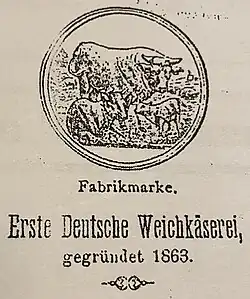 Fabrikmarke.
Erste Deutsche Weichkäserei,
gegründet 1863.